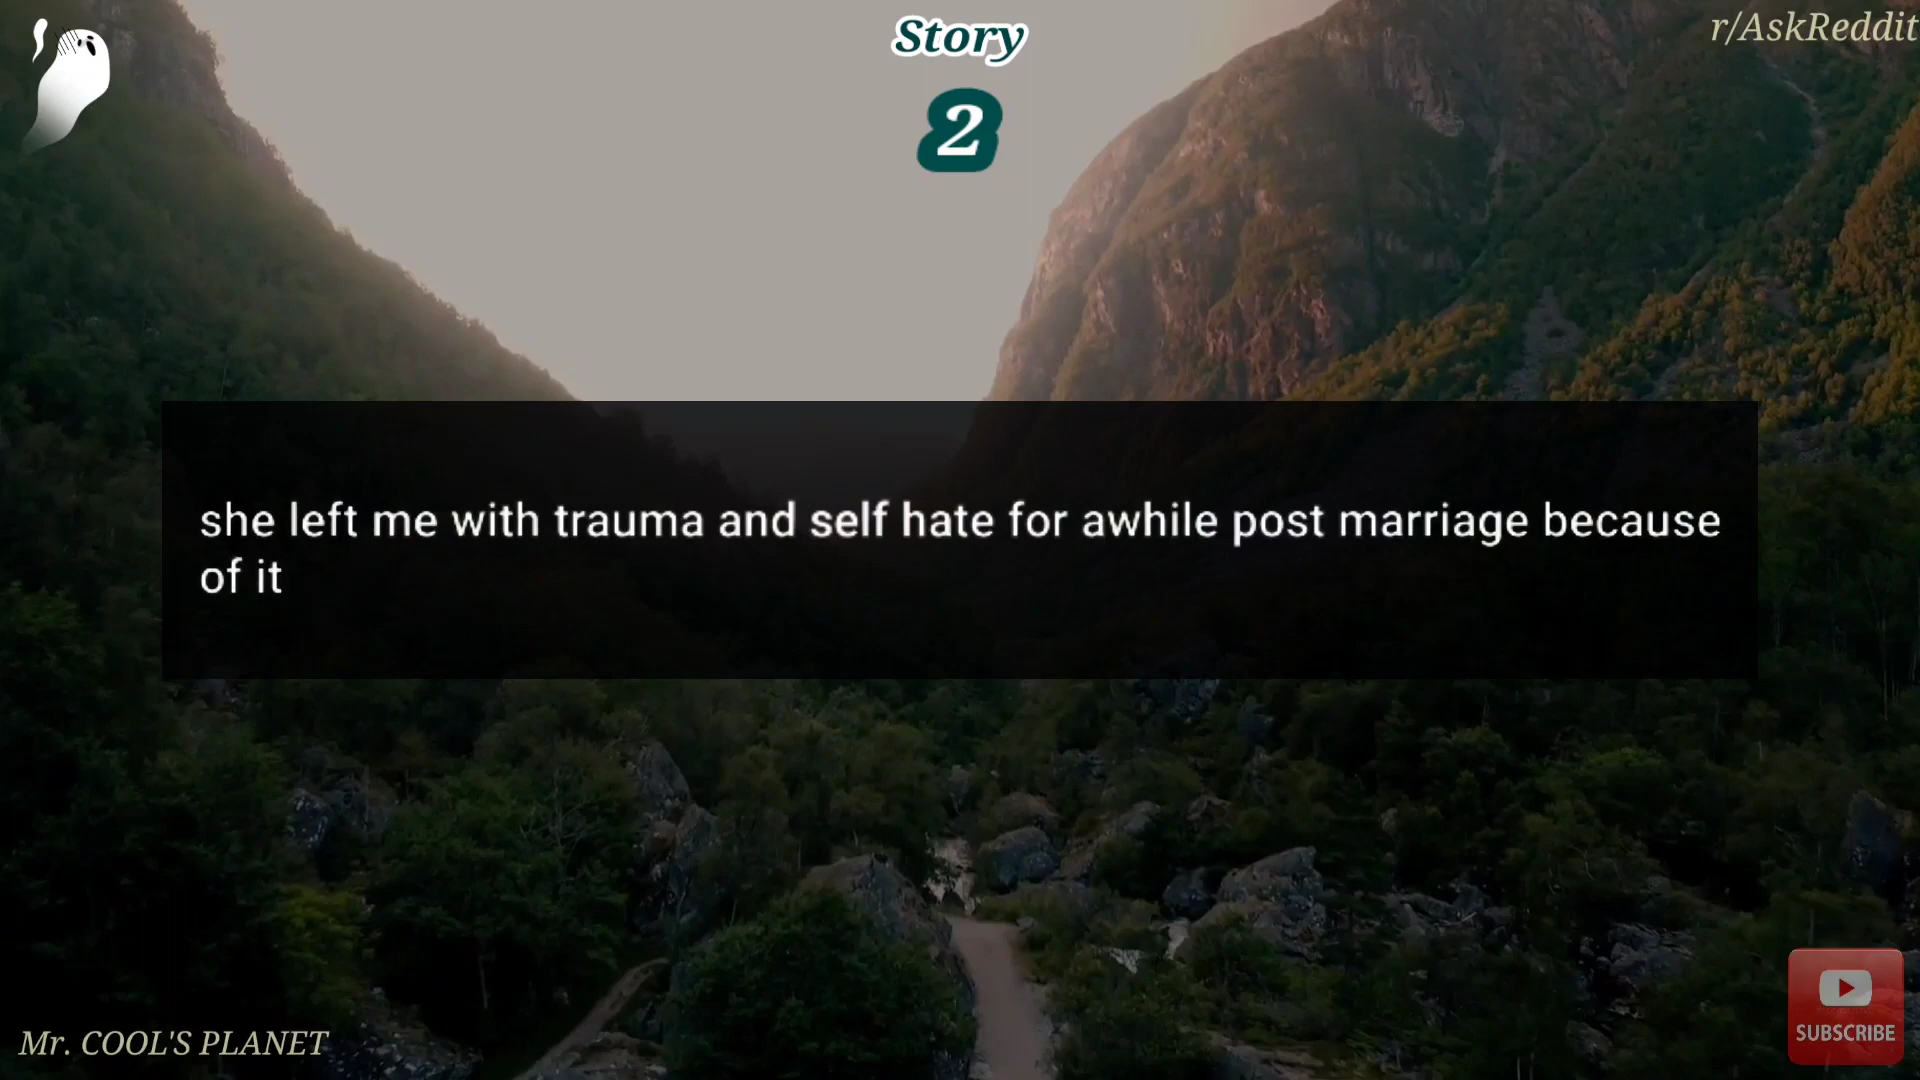 Story
r/AskReddit
2
she left me with trauma and self hate for awhile post marriage because
of it
Mr. COOL'S PLANET
SUBSCRIBE